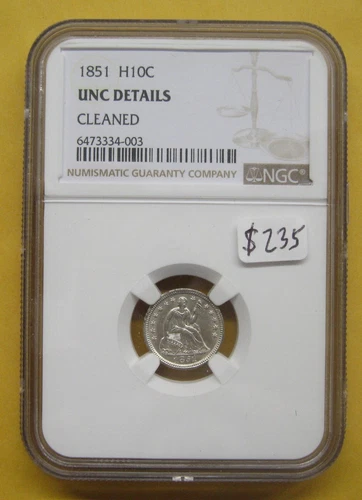 1851 H10C
UNC DETAILS
CLEANED
6473334-003
NUMISMATIC GUARANTY COMPANY NGC
$235